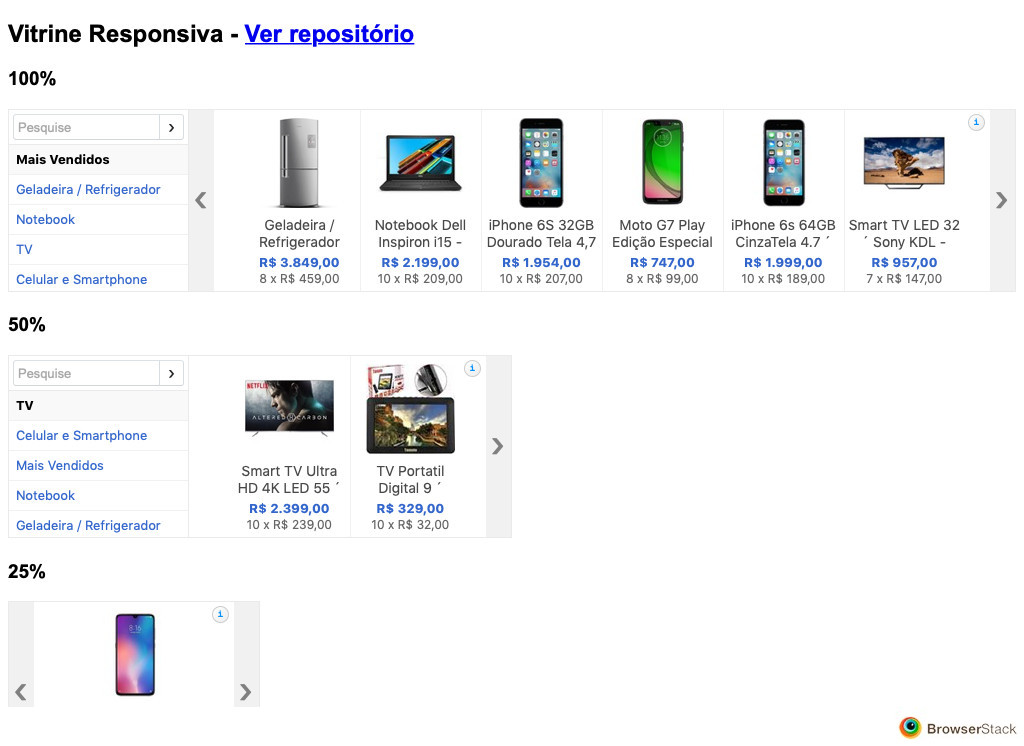 Vitrine Responsiva - Ver repositório
100%
Pesquise
Mais Vendidos
Geladeira / Refrigerador
Notebook
TV
Celular e Smartphone
Geladeira /
Refrigerador
R$ 3.849,00
8 x R$ 459,00
Notebook Dell
Inspiron i15 -
R$ 2.199,00
10 x R$ 209,00
iPhone 6S 32GB
Dourado Tela 4,7
R$ 1.954,00
10 x R$ 207,00
Moto G7 Play
Edição Especial
R$ 747,00
8 x R$ 99,00
iPhone 6s 64GB
CinzaTela 4.7 ´
R$ 1.999,00
10 x R$ 189,00
Smart TV LED 32
´ Sony KDL -
R$ 957,00
7 x R$ 147,00
i
50%
Pesquise
TV
Celular e Smartphone
Mais Vendidos
Notebook
Geladeira / Refrigerador
NETFLIX
ALTERED CARBON
Smart TV Ultra
HD 4K LED 55 ´
R$ 2.399,00
10 x R$ 239,00
TV Portatil
Digital 9 ´
R$ 329,00
10 x R$ 32,00
i
25%
8:16
i
BrowserStack